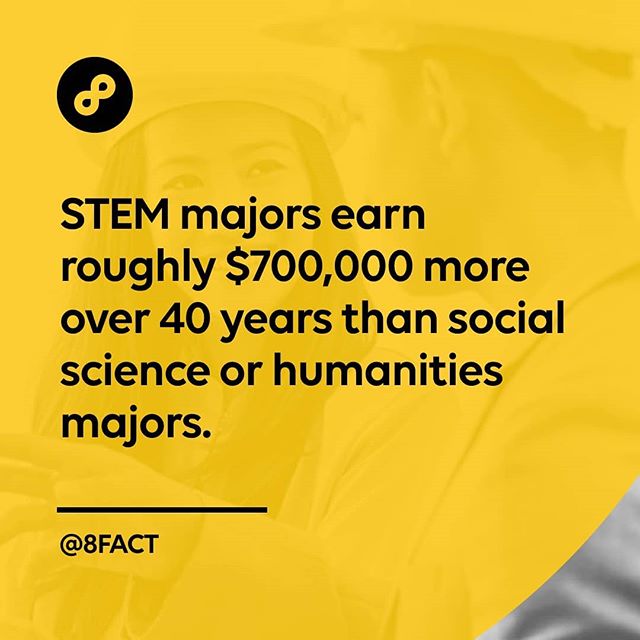 STEM majors earn
roughly $700,000 more
over 40 years than social
science or humanities
majors.
@8FACT